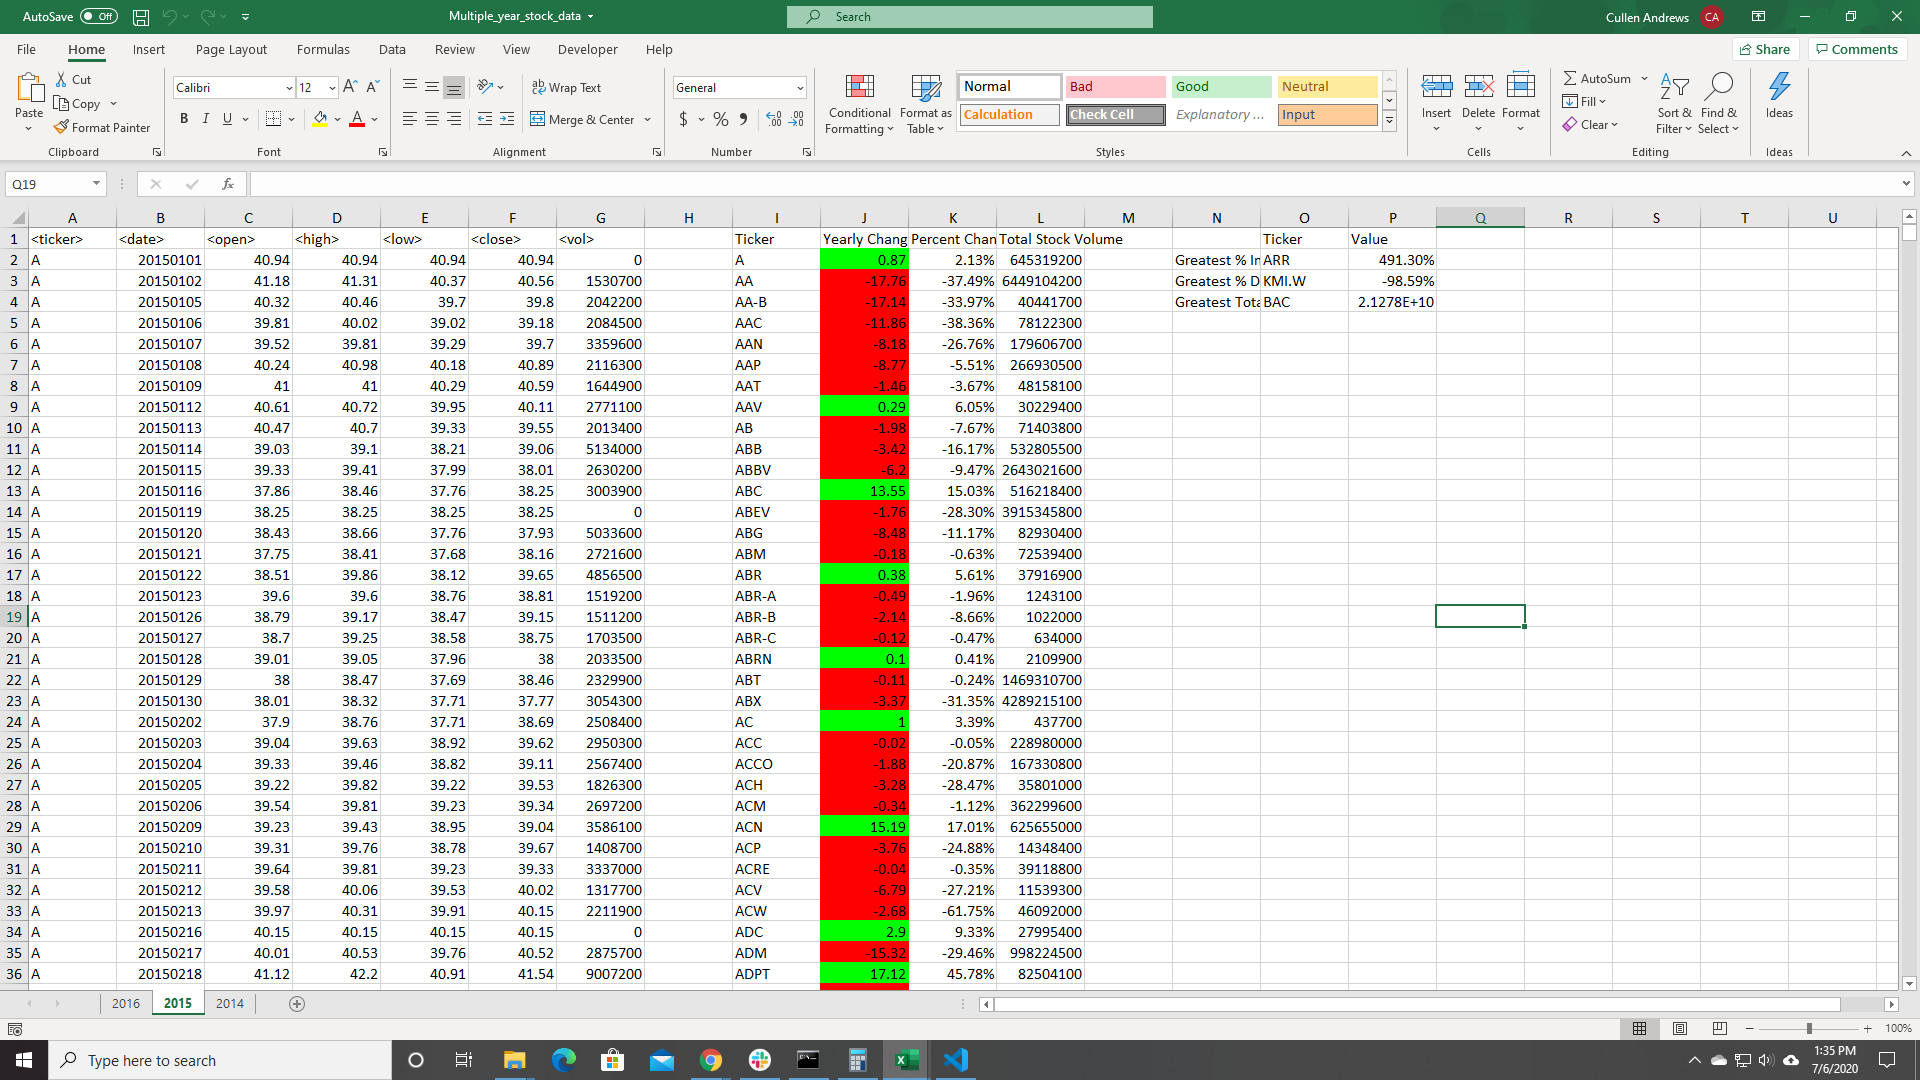 AutoSave Off Multiple_year_stock_data Search Cullen Andrews CA
File Home Insert Page Layout Formulas Data Review View Developer Help Share Comments
Paste Cut Copy Format Painter Clipboard
Calibri 12 B I U A Font
Wrap Text Merge & Center Alignment
General $ % Number
Conditional Formatting Format as Table Normal Bad Good Neutral Calculation Check Cell Explanatory ... Input Styles
Insert Delete Format Cells
AutoSum Fill Clear Sort & Filter Find & Select Editing
Ideas Ideas
Q19 fx
A B C D E F G H I J K L M N O P Q R S T U
1 <ticker> <date> <open> <high> <low> <close> <vol> Ticker Yearly Chang Percent Chan Total Stock Volume Ticker Value
2 A 20150101 40.94 40.94 40.94 40.94 0 A 0.87 2.13% 645319200 Greatest % In ARR 491.30%
3 A 20150102 41.18 41.31 40.37 40.56 1530700 AA -17.76 -37.49% 6449104200 Greatest % D KMI.W -98.59%
4 A 20150105 40.32 40.46 39.7 39.8 2042200 AA-B -17.14 -33.97% 40441700 Greatest Tota BAC 2.1278E+10
5 A 20150106 39.81 40.02 39.02 39.18 2084500 AAC -11.86 -38.36% 78122300
6 A 20150107 39.52 39.81 39.29 39.7 3359600 AAN -8.18 -26.76% 179606700
7 A 20150108 40.24 40.98 40.18 40.89 2116300 AAP -8.77 -5.51% 266930500
8 A 20150109 41 41 40.29 40.59 1644900 AAT -1.46 -3.67% 48158100
9 A 20150112 40.61 40.72 39.95 40.11 2771100 AAV 0.29 6.05% 30229400
10 A 20150113 40.47 40.7 39.33 39.55 2013400 AB -1.98 -7.67% 71403800
11 A 20150114 39.03 39.1 38.21 39.06 5134000 ABB -3.42 -16.17% 532805500
12 A 20150115 39.33 39.41 37.99 38.01 2630200 ABBV -6.2 -9.47% 2643021600
13 A 20150116 37.86 38.46 37.76 38.25 3003900 ABC 13.55 15.03% 516218400
14 A 20150119 38.25 38.25 38.25 38.25 0 ABEV -1.76 -28.30% 3915345800
15 A 20150120 38.43 38.66 37.76 37.93 5033600 ABG -8.48 -11.17% 82930400
16 A 20150121 37.75 38.41 37.68 38.16 2721600 ABM -0.18 -0.63% 72539400
17 A 20150122 38.51 39.86 38.12 39.65 4856500 ABR 0.38 5.61% 37916900
18 A 20150123 39.6 39.6 38.76 38.81 1519200 ABR-A -0.49 -1.96% 1243100
19 A 20150126 38.79 39.17 38.47 39.15 1511200 ABR-B -2.14 -8.66% 1022000
20 A 20150127 38.7 39.25 38.58 38.75 1703500 ABR-C -0.12 -0.47% 634000
21 A 20150128 39.01 39.05 37.96 38 2033500 ABRN 0.1 0.41% 2109900
22 A 20150129 38 38.47 37.69 38.46 2329900 ABT -0.11 -0.24% 1469310700
23 A 20150130 38.01 38.32 37.71 37.77 3054300 ABX -3.37 -31.35% 4289215100
24 A 20150202 37.9 38.76 37.71 38.69 2508400 AC 1 3.39% 437700
25 A 20150203 39.04 39.63 38.92 39.62 2950300 ACC -0.02 -0.05% 228980000
26 A 20150204 39.33 39.46 38.82 39.11 2567400 ACCO -1.88 -20.87% 167330800
27 A 20150205 39.22 39.82 39.22 39.53 1826300 ACH -3.28 -28.47% 35801000
28 A 20150206 39.54 39.81 39.23 39.34 2697200 ACM -0.34 -1.12% 362299600
29 A 20150209 39.23 39.43 38.95 39.04 3586100 ACN 15.19 17.01% 625655000
30 A 20150210 39.31 39.76 38.78 39.67 1408700 ACP -3.76 -24.88% 14348400
31 A 20150211 39.64 39.81 39.23 39.33 3337000 ACRE -0.04 -0.35% 39118800
32 A 20150212 39.58 40.06 39.53 40.02 1317700 ACV -6.79 -27.21% 11539300
33 A 20150213 39.97 40.31 39.91 40.15 2211900 ACW -2.68 -61.75% 46092000
34 A 20150216 40.15 40.15 40.15 40.15 0 ADC 2.9 9.33% 27995400
35 A 20150217 40.01 40.53 39.76 40.52 2875700 ADM -15.32 -29.46% 998224500
36 A 20150218 41.12 42.2 40.91 41.54 9007200 ADPT 17.12 45.78% 82504100
2016 2015 2014
100%
Type here to search
1:35 PM
7/6/2020